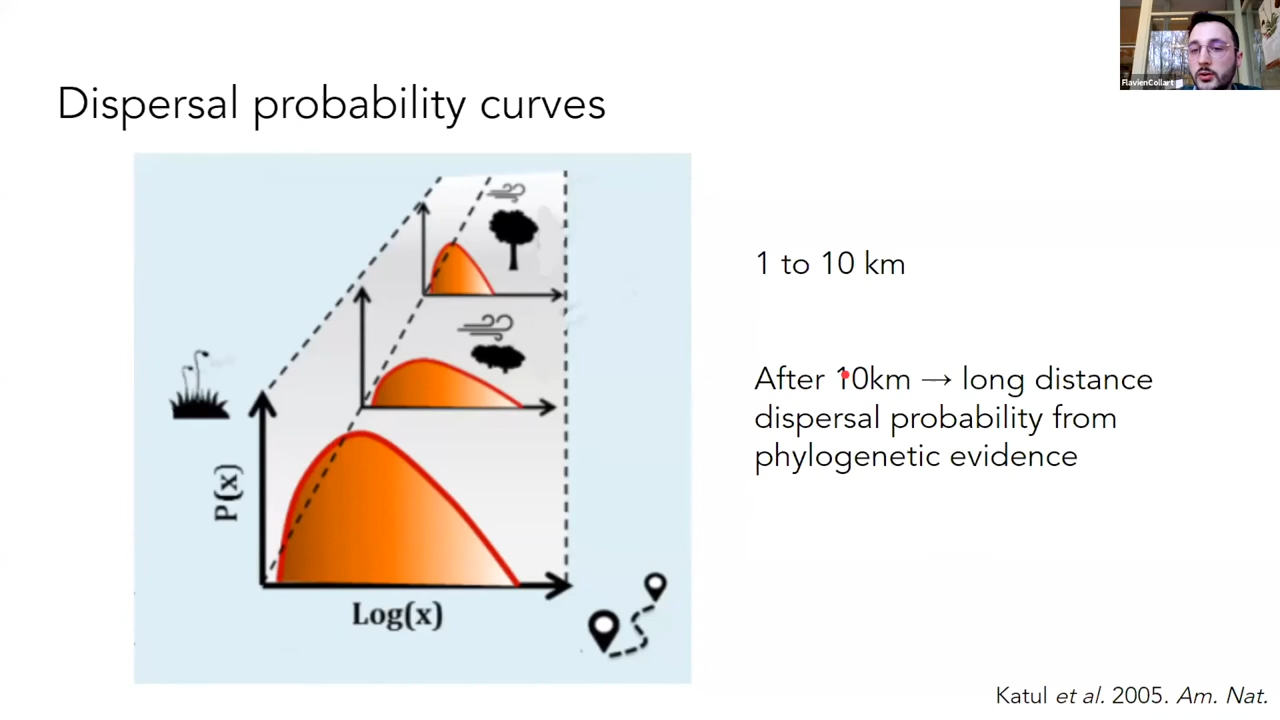 FlavienCollart
Dispersal probability curves
P(x)
Log(x)
1 to 10 km
After 10km → long distance
dispersal probability from
phylogenetic evidence
Katul et al. 2005. Am. Nat.